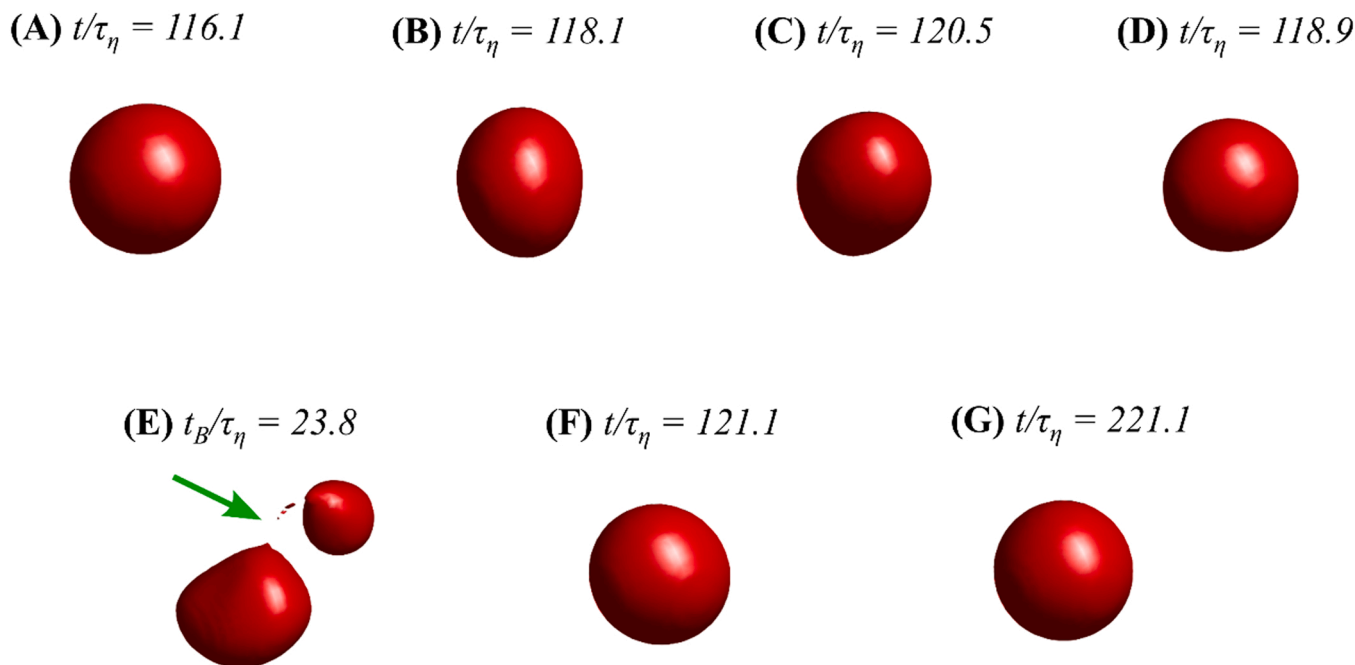 (A) t/τη = 116.1
(B) t/τη = 118.1
(C) t/τη = 120.5
(D) t/τη = 118.9
(E) tB/τη = 23.8
(F) t/τη = 121.1
(G) t/τη = 221.1